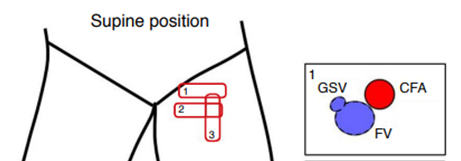 Supine position
1
2
3
1
GSV
CFA
FV